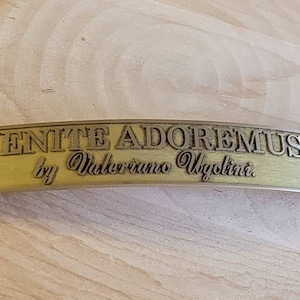 ENITE ADOREMUS
by Valeriano Ugolini.